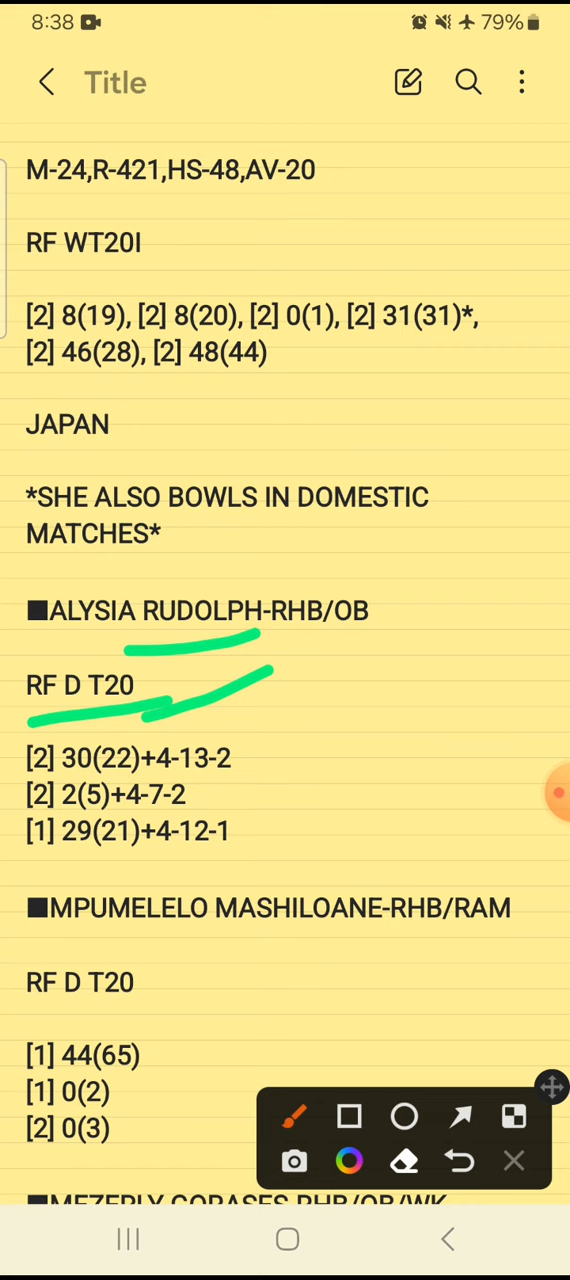 8:38 79%
Title
M-24,R-421,HS-48,AV-20
RF WT20I
[2] 8(19), [2] 8(20), [2] 0(1), [2] 31(31)*,
[2] 46(28), [2] 48(44)
JAPAN
*SHE ALSO BOWLS IN DOMESTIC
MATCHES*
■ALYSIA RUDOLPH-RHB/OB
RF D T20
[2] 30(22)+4-13-2
[2] 2(5)+4-7-2
[1] 29(21)+4-12-1
■MPUMELELO MASHILOANE-RHB/RAM
RF D T20
[1] 44(65)
[1] 0(2)
[2] 0(3)